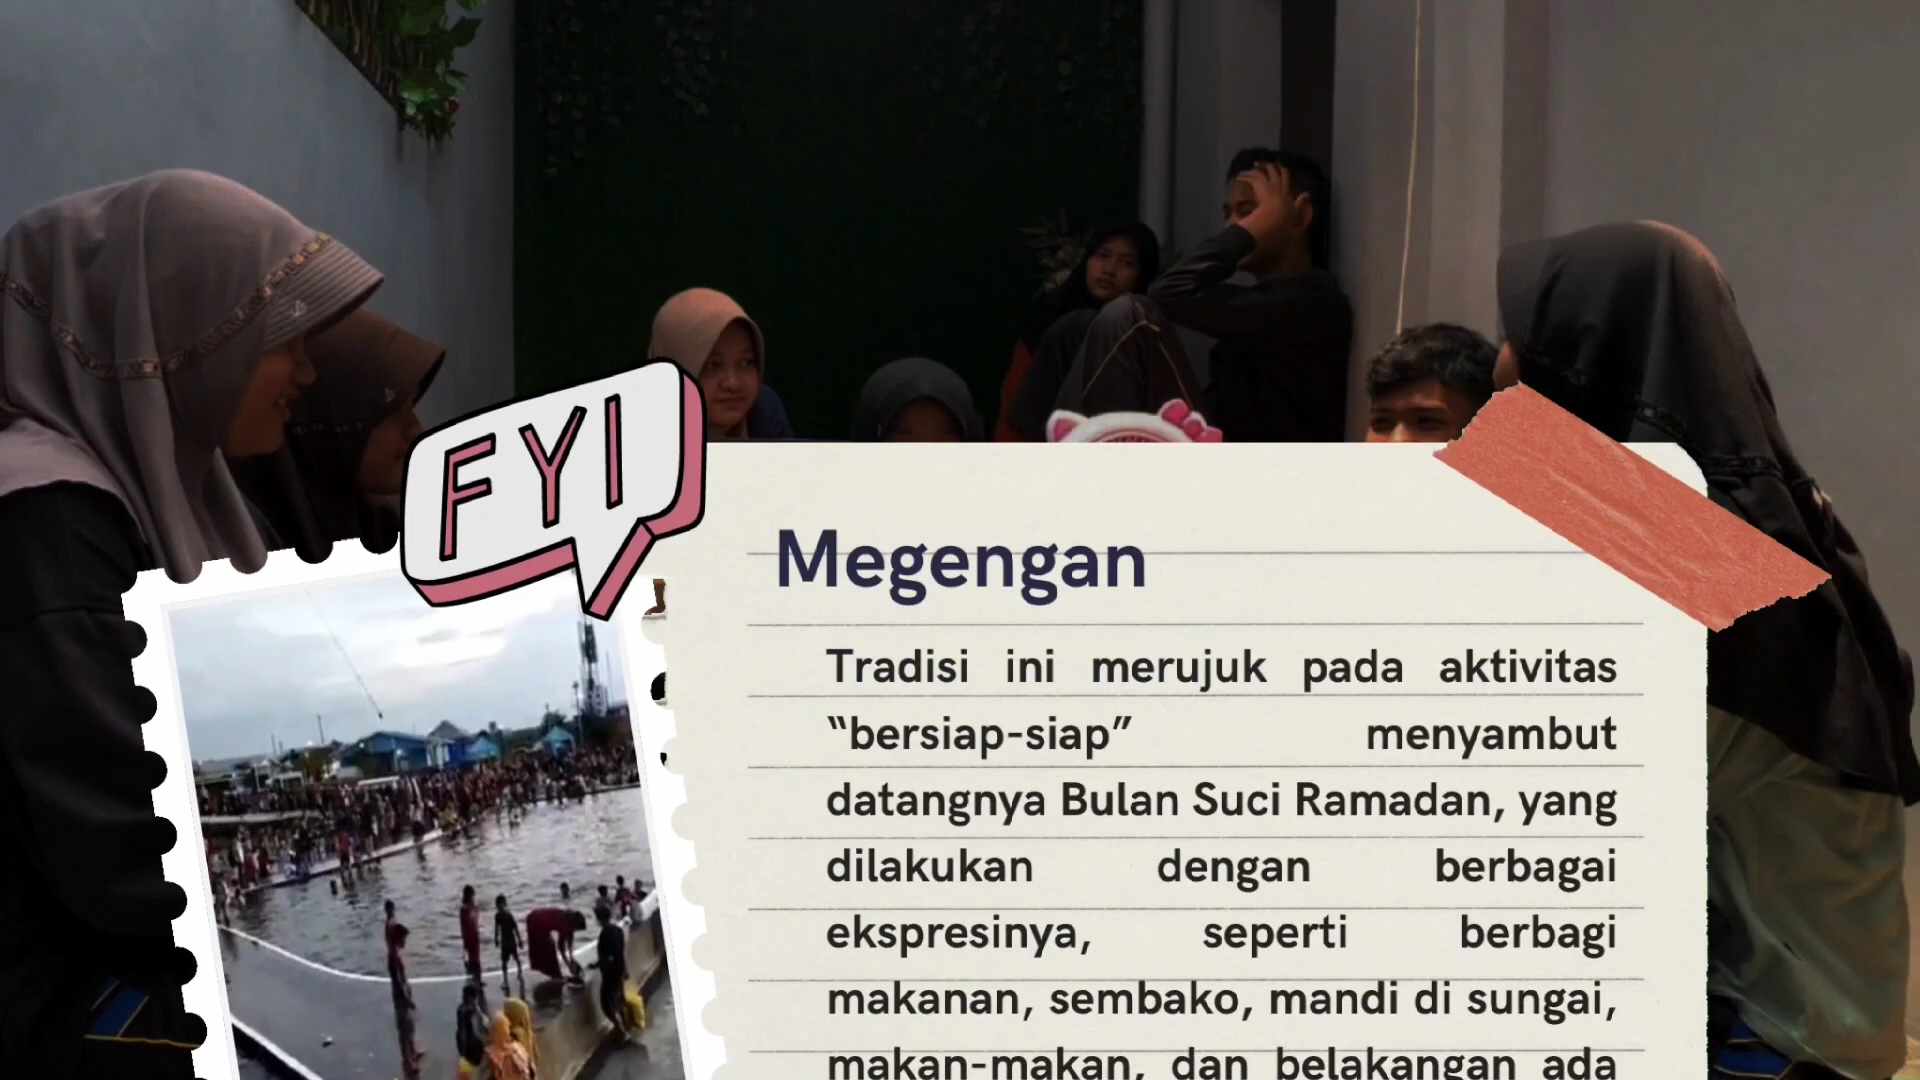 FYI
Megengan
Tradisi ini merujuk pada aktivitas
“bersiap-siap” menyambut
datangnya Bulan Suci Ramadan, yang
dilakukan dengan berbagai
ekspresinya, seperti berbagi
makanan, sembako, mandi di sungai,
makan-makan, dan belakangan ada